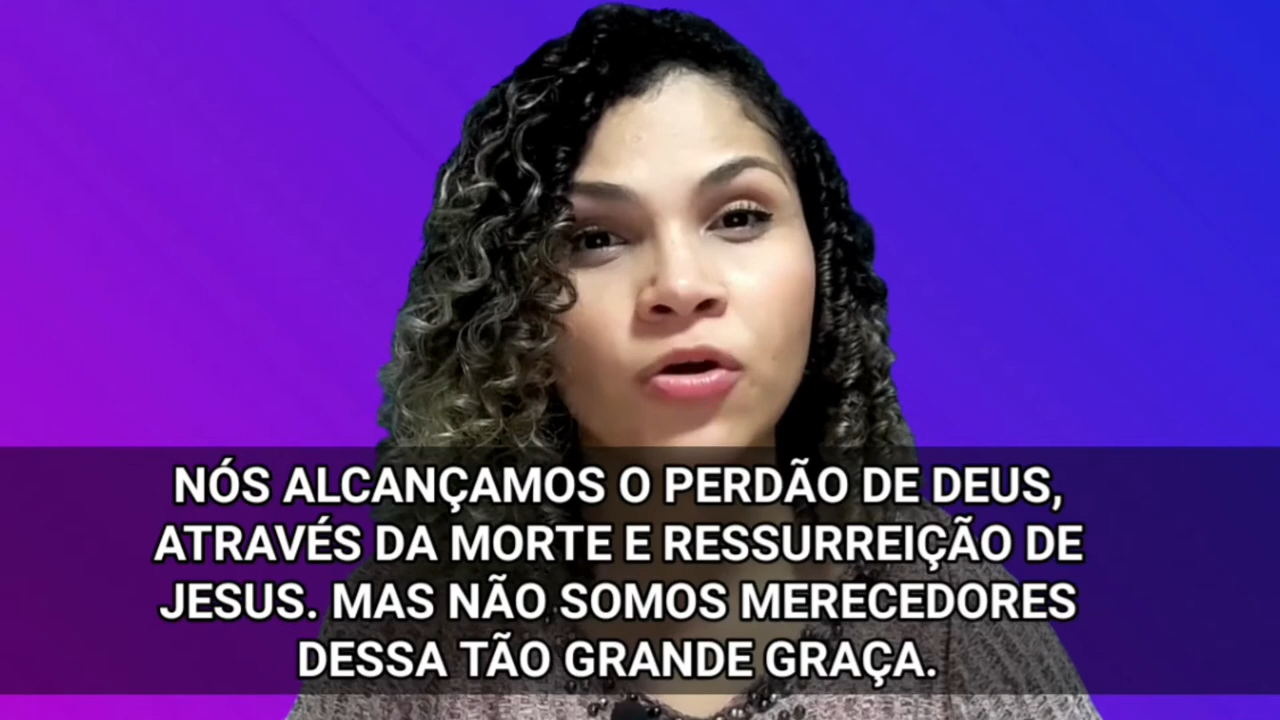 NÓS ALCANÇAMOS O PERDÃO DE DEUS,
ATRAVÉS DA MORTE E RESSURREIÇÃO DE
JESUS. MAS NÃO SOMOS MERECEDORES
DESSA TÃO GRANDE GRAÇA.